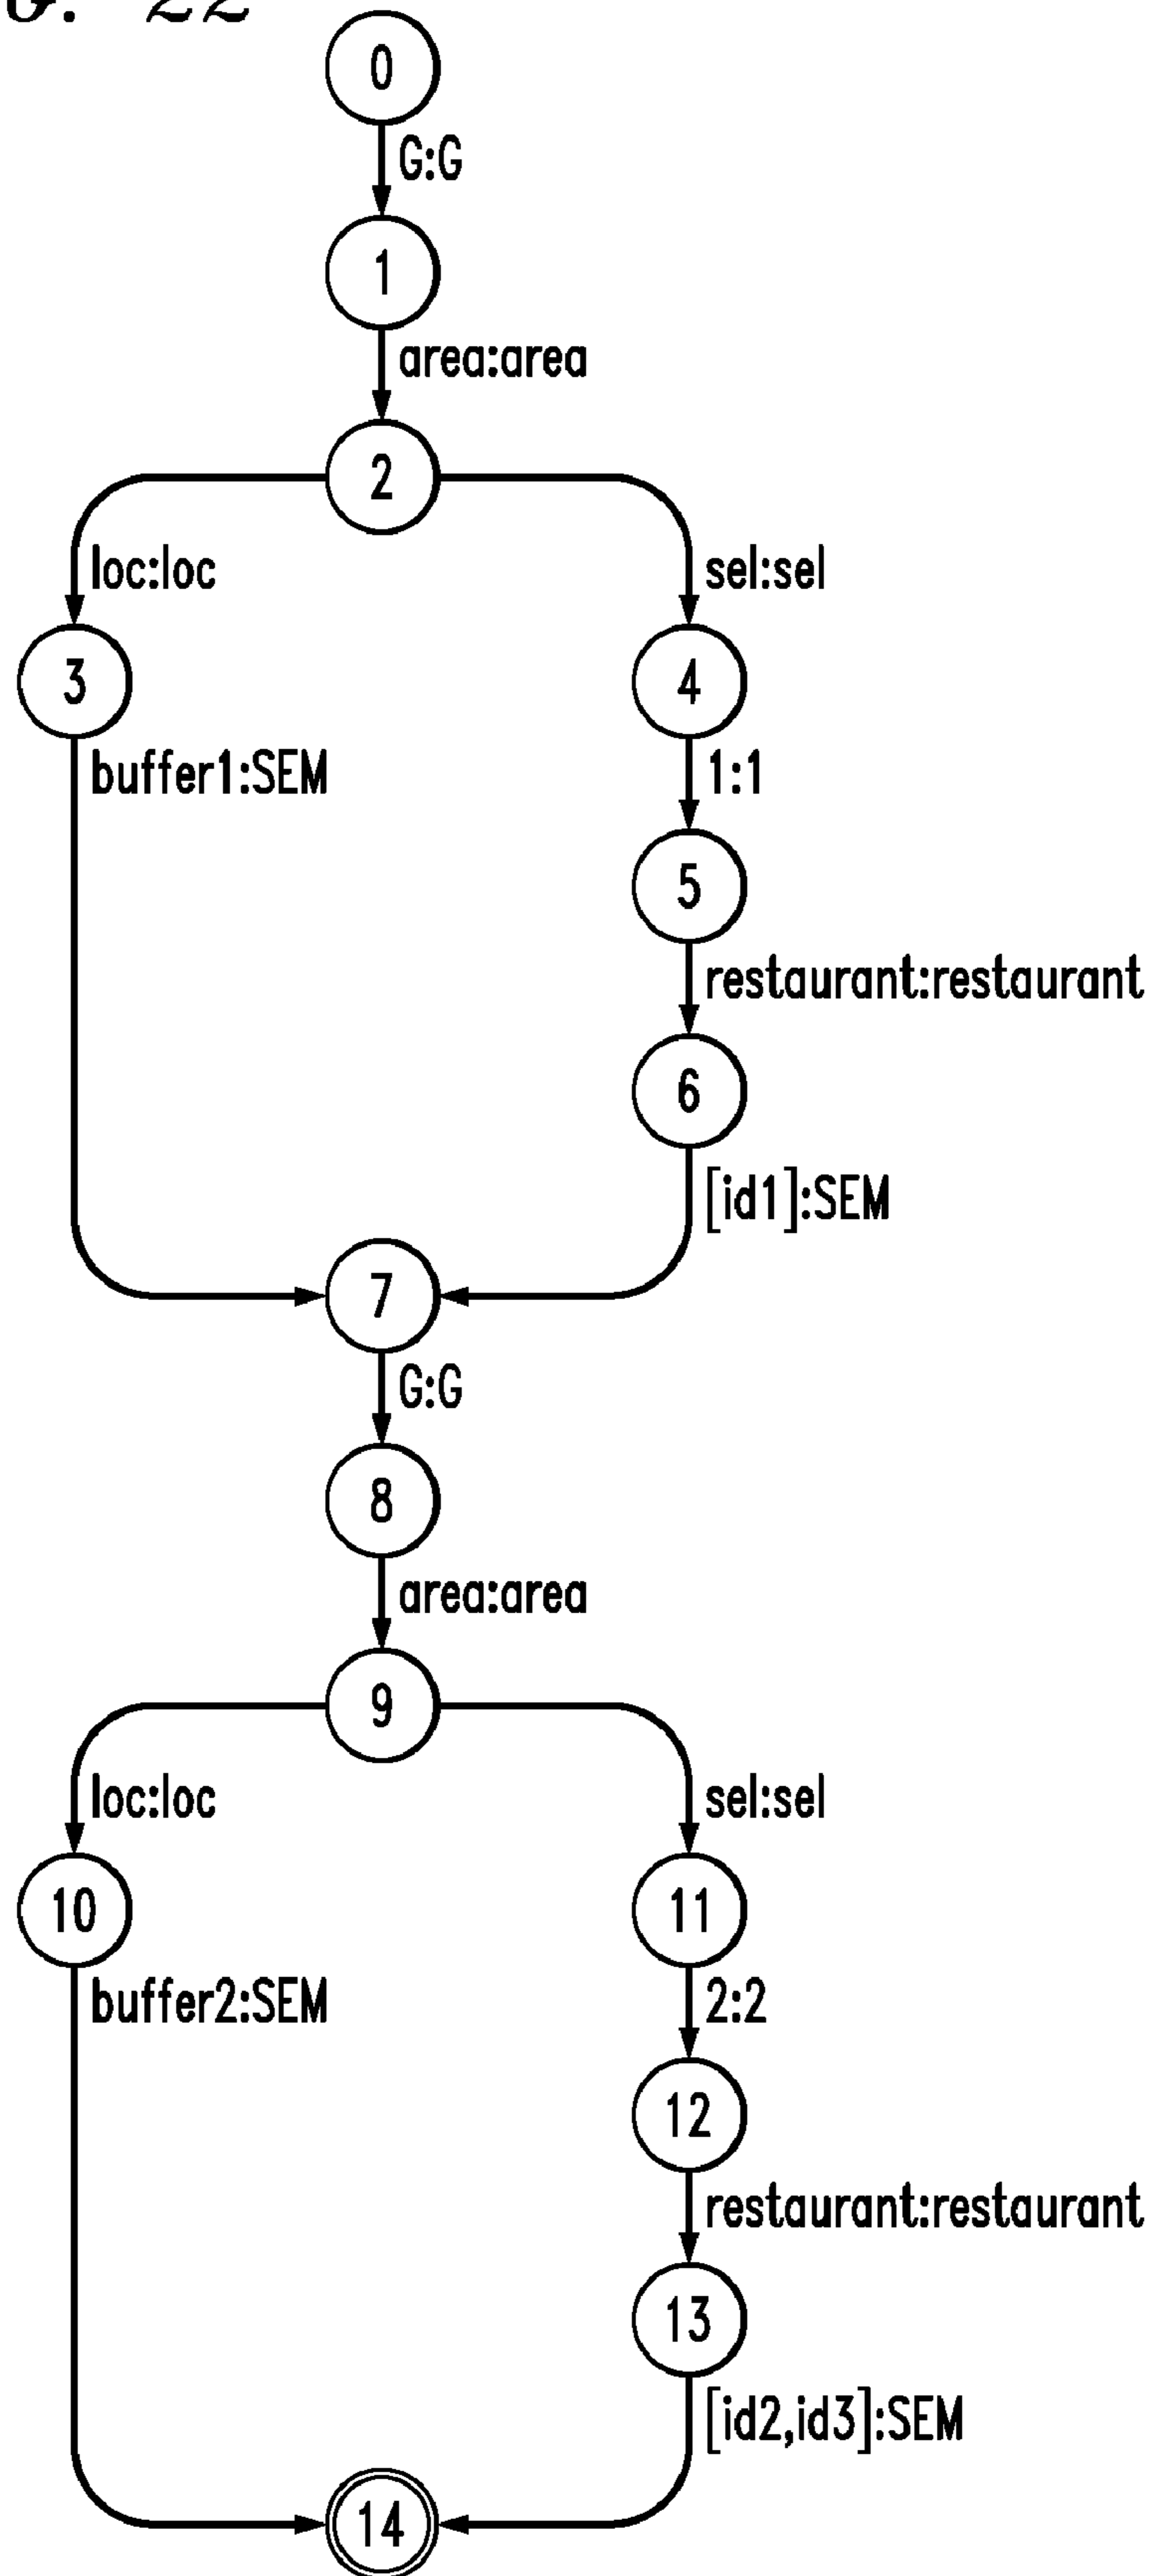 22
0
G:G
1
area:area
2
loc:loc
sel:sel
3
4
buffer1:SEM
1:1
5
restaurant:restaurant
6
[id1]:SEM
7
G:G
8
area:area
9
loc:loc
sel:sel
10
11
buffer2:SEM
2:2
12
restaurant:restaurant
13
[id2,id3]:SEM
14